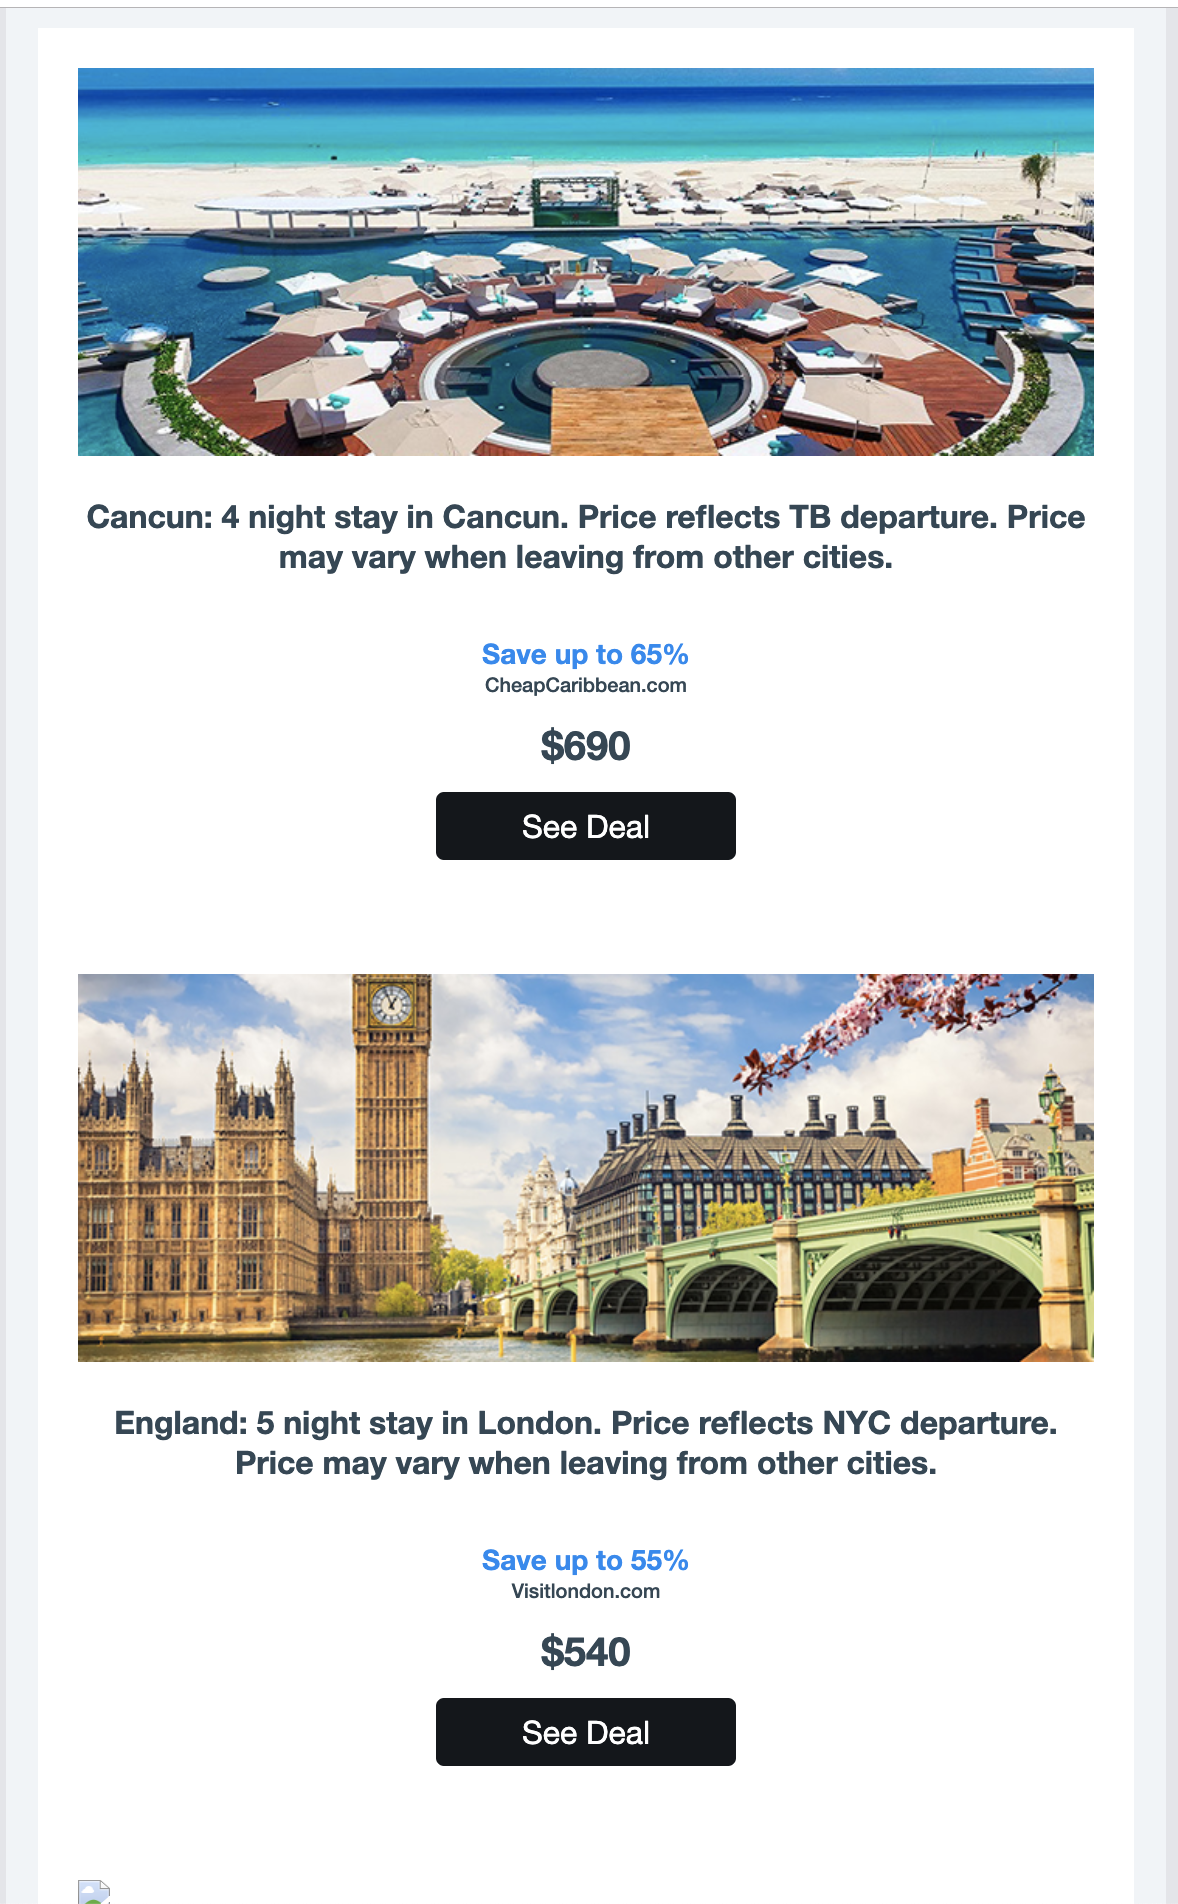 Cancun: 4 night stay in Cancun. Price reflects TB departure. Price
may vary when leaving from other cities.
Save up to 65%
CheapCaribbean.com
$690
See Deal
England: 5 night stay in London. Price reflects NYC departure.
Price may vary when leaving from other cities.
Save up to 55%
Visitlondon.com
$540
See Deal